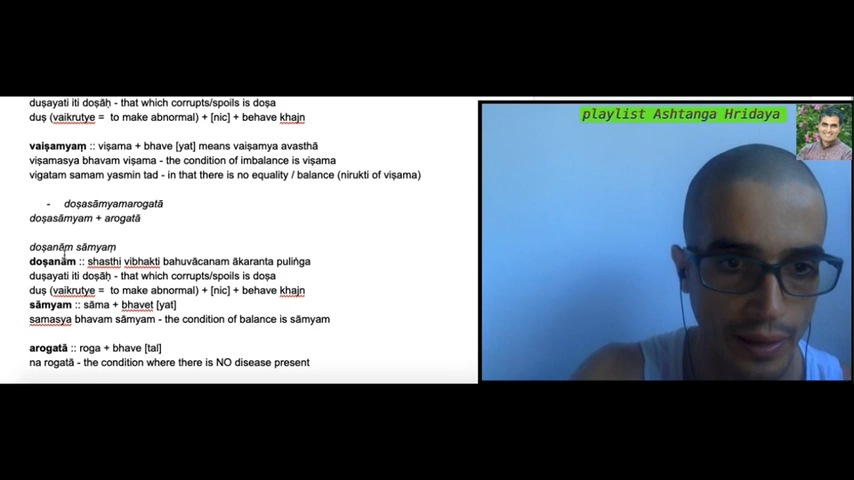 duṣayati iti doṣāḥ - that which corrupts/spoils is doṣa
duṣ (vaikrutye = to make abnormal) + [nic] + behave khajn
vaiṣamyaṃ :: viṣama + bhave [yat] means vaiṣamya avasthā
viṣamasya bhavam viṣama - the condition of imbalance is viṣama
vigatam samam yasmin tad - in that there is no equality / balance (nirukti of viṣama)
- doṣasāmyamarogatā
doṣasāmyam + arogatā
doṣanāṃ sāmyaṃ
doṣanāṃ :: shasthi vibhakti bahuvācanam ākaranta puliṅga
duṣayati iti doṣāḥ - that which corrupts/spoils is doṣa
duṣ (vaikrutye = to make abnormal) + [nic] + behave khajn
sāmyam :: sāma + bhavet [yat]
samasya bhavam sāmyam - the condition of balance is sāmyam
arogatā :: roga + bhave [tal]
na rogatā - the condition where there is NO disease present
playlist Ashtanga Hridaya